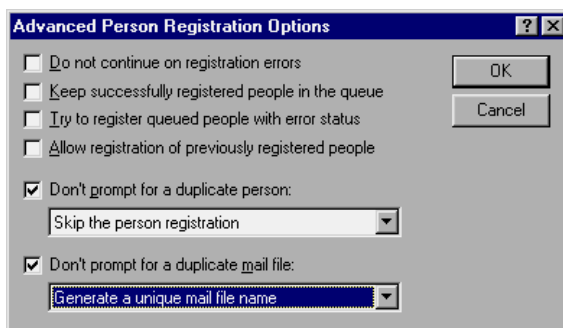 Advanced Person Registration Options
Do not continue on registration errors
OK
Keep successfully registered people in the queue
Cancel
Try to register queued people with error status
Allow registration of previously registered people
Don't prompt for a duplicate person:
Skip the person registration
Don't prompt for a duplicate mail file:
Generate a unique mail file name